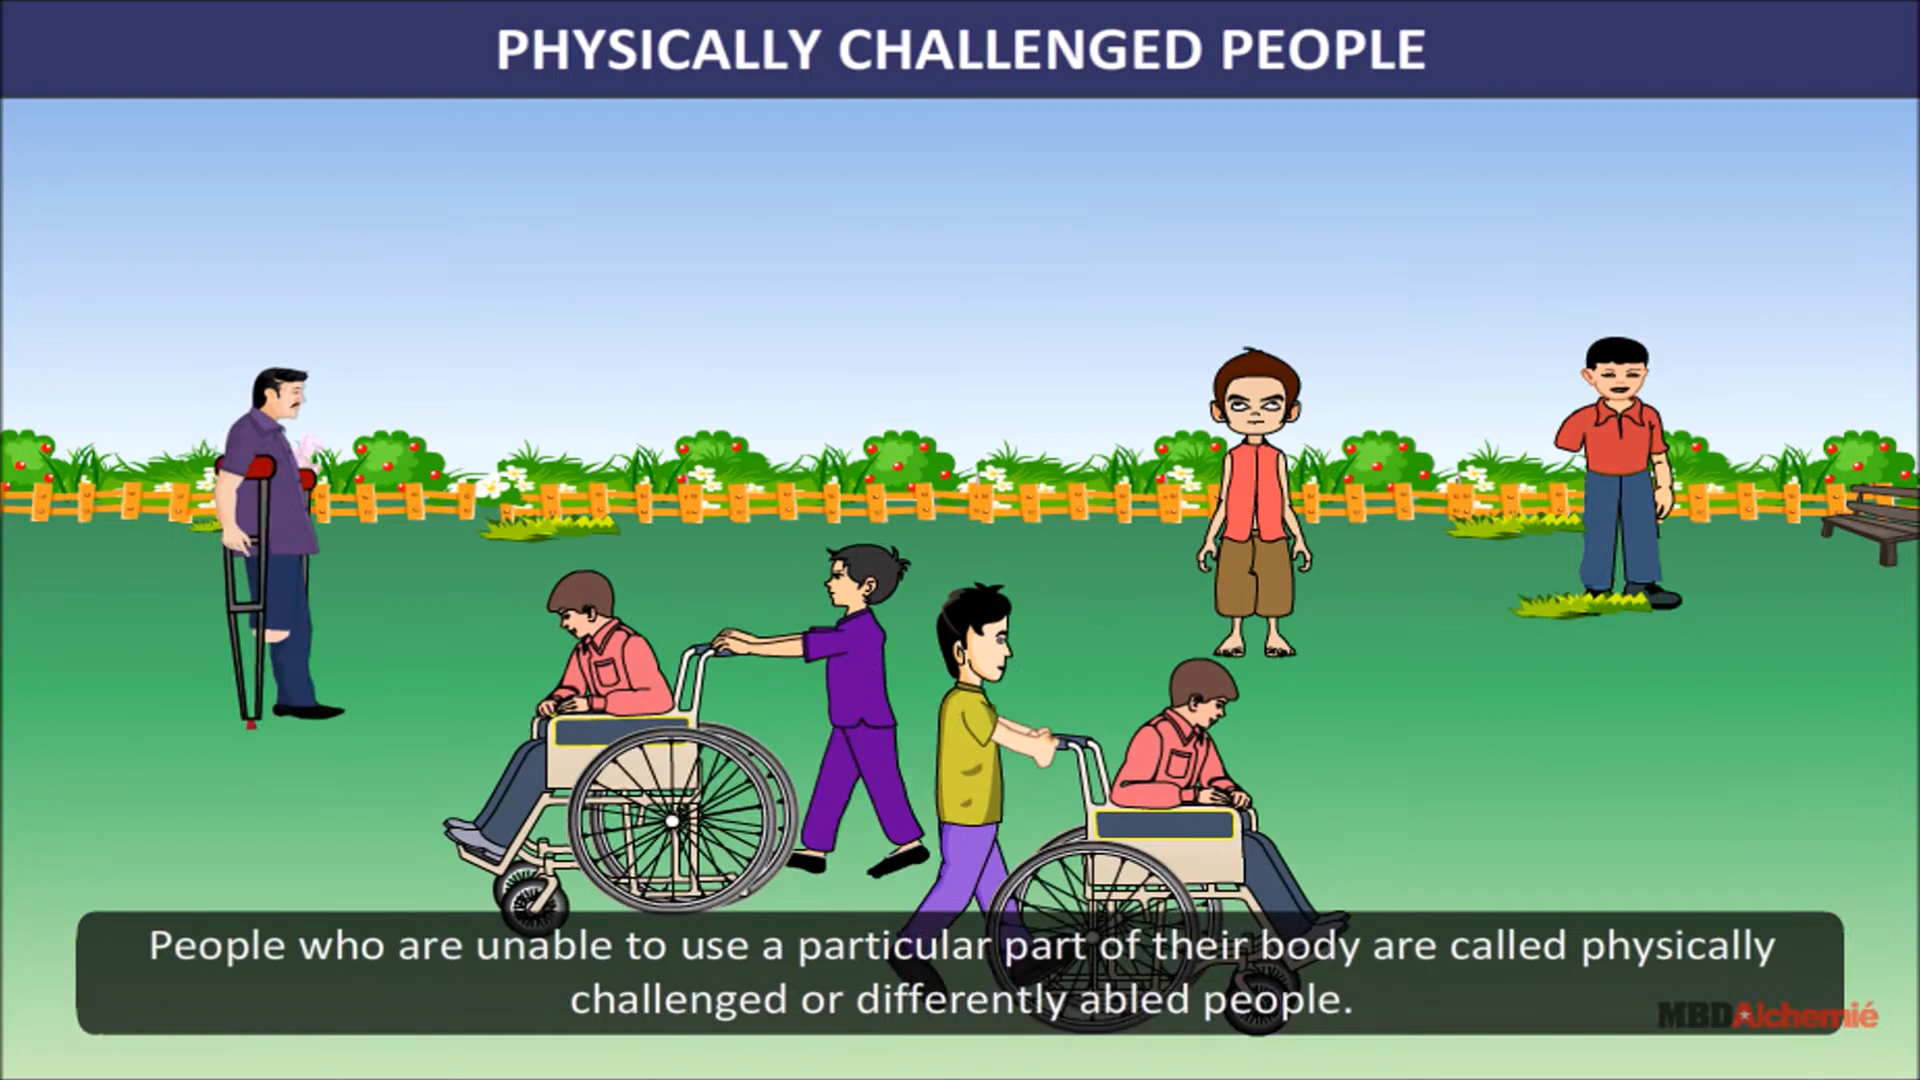 PHYSICALLY CHALLENGED PEOPLE
People who are unable to use a particular part of their body are called physically
challenged or differently abled people.
MBDAlchemié